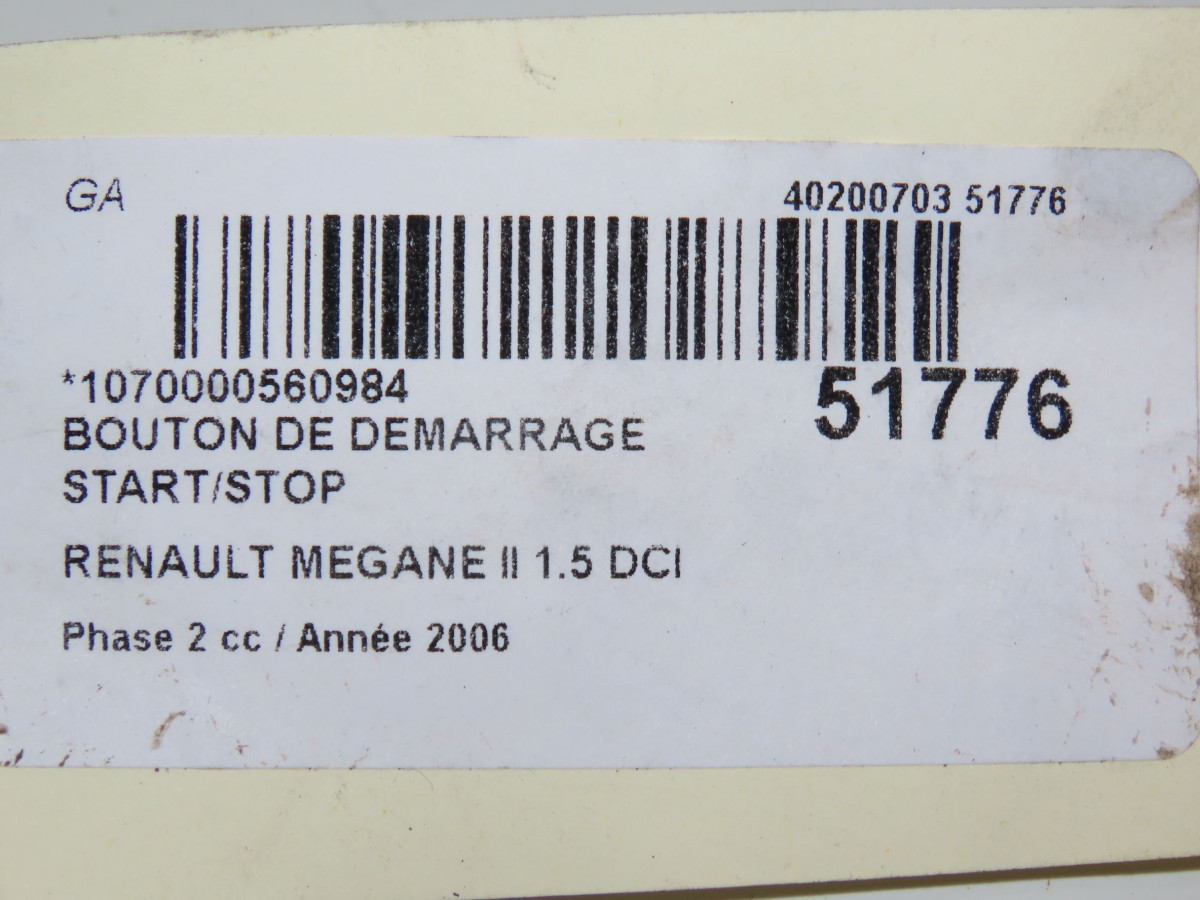 GA
40200703 51776
*1070000560984
51776
BOUTON DE DEMARRAGE
START/STOP
RENAULT MEGANE II 1.5 DCI
Phase 2 cc / Année 2006